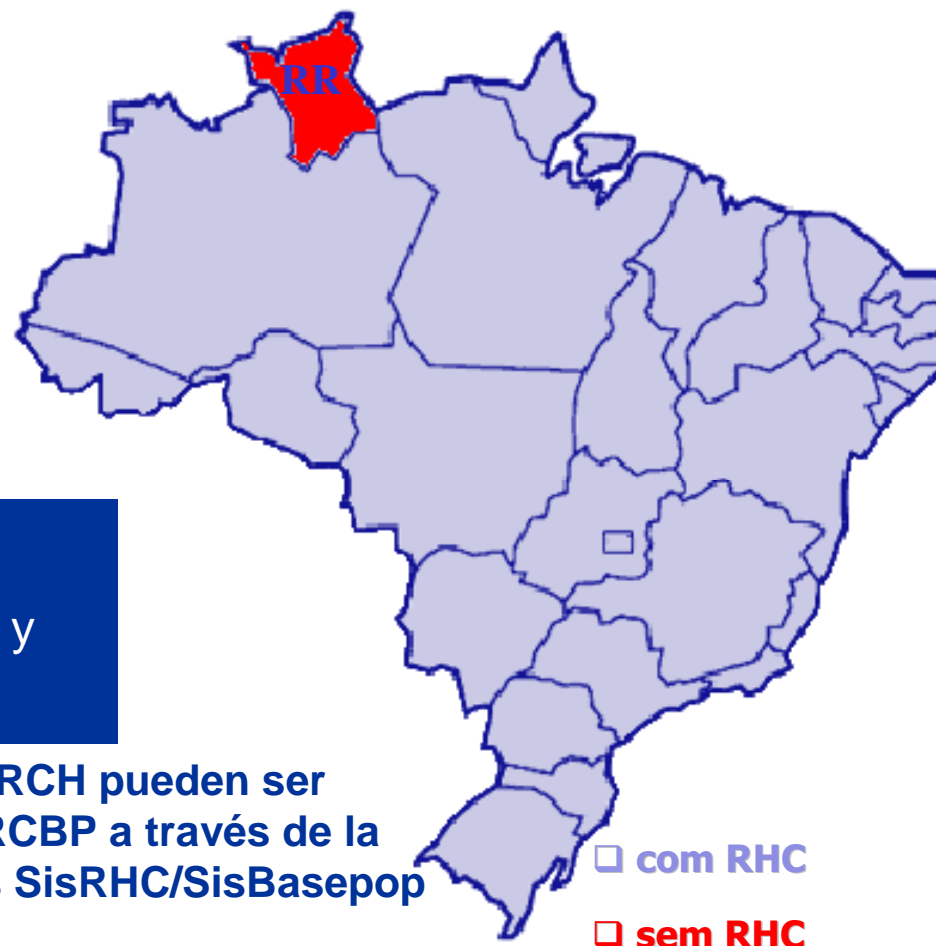 RR
y
RCH pueden ser
RCBP a través de la
SisRHC/SisBasepop
❑ com RHC
❑ sem RHC